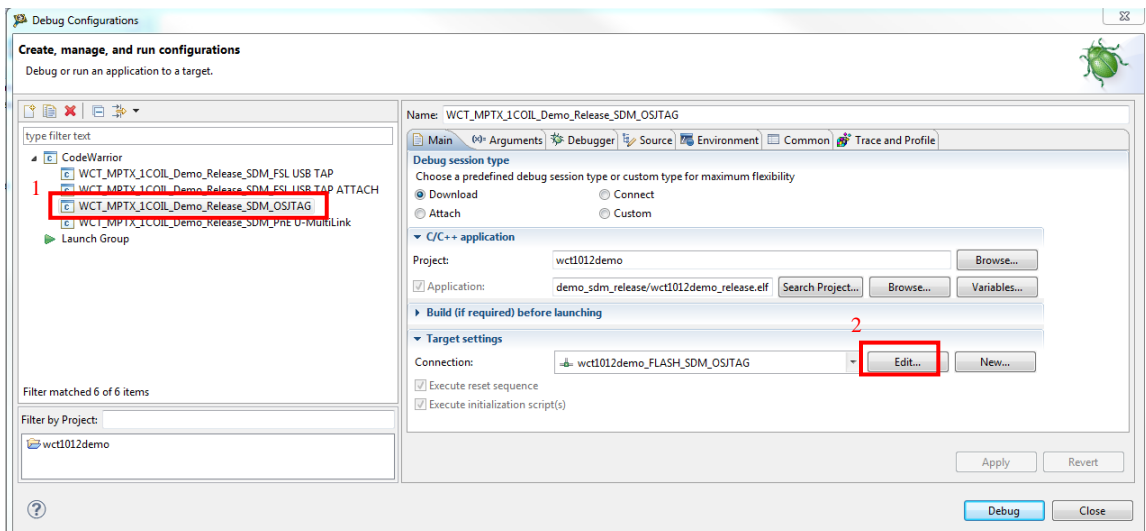 Debug Configurations
Create, manage, and run configurations
Debug or run an application to a target.
type filter text
CodeWarrior
WCT_MPTX_1COIL_Demo_Release_SDM_FSL USB TAP
WCT_MPTX_1COIL_Demo_Release_SDM_FSL USB TAP ATTACH
1
WCT_MPTX_1COIL_Demo_Release_SDM_OSJTAG
WCT_MPTX_1COIL_Demo_Release_SDM_PnE U-MultiLink
Launch Group
Filter matched 6 of 6 items
Filter by Project:
wct1012demo
Name: WCT_MPTX_1COIL_Demo_Release_SDM_OSJTAG
Main (x)= Arguments Debugger Source Environment Common Trace and Profile
Debug session type
Choose a predefined debug session type or custom type for maximum flexibility
Download Connect
Attach Custom
C/C++ application
Project: wct1012demo Browse...
Application: demo_sdm_release/wct1012demo_release.elf Search Project... Browse... Variables...
Build (if required) before launching
2
Target settings
Connection: wct1012demo_FLASH_SDM_OSJTAG Edit... New...
Execute reset sequence
Execute initialization script(s)
Apply Revert
? Debug Close